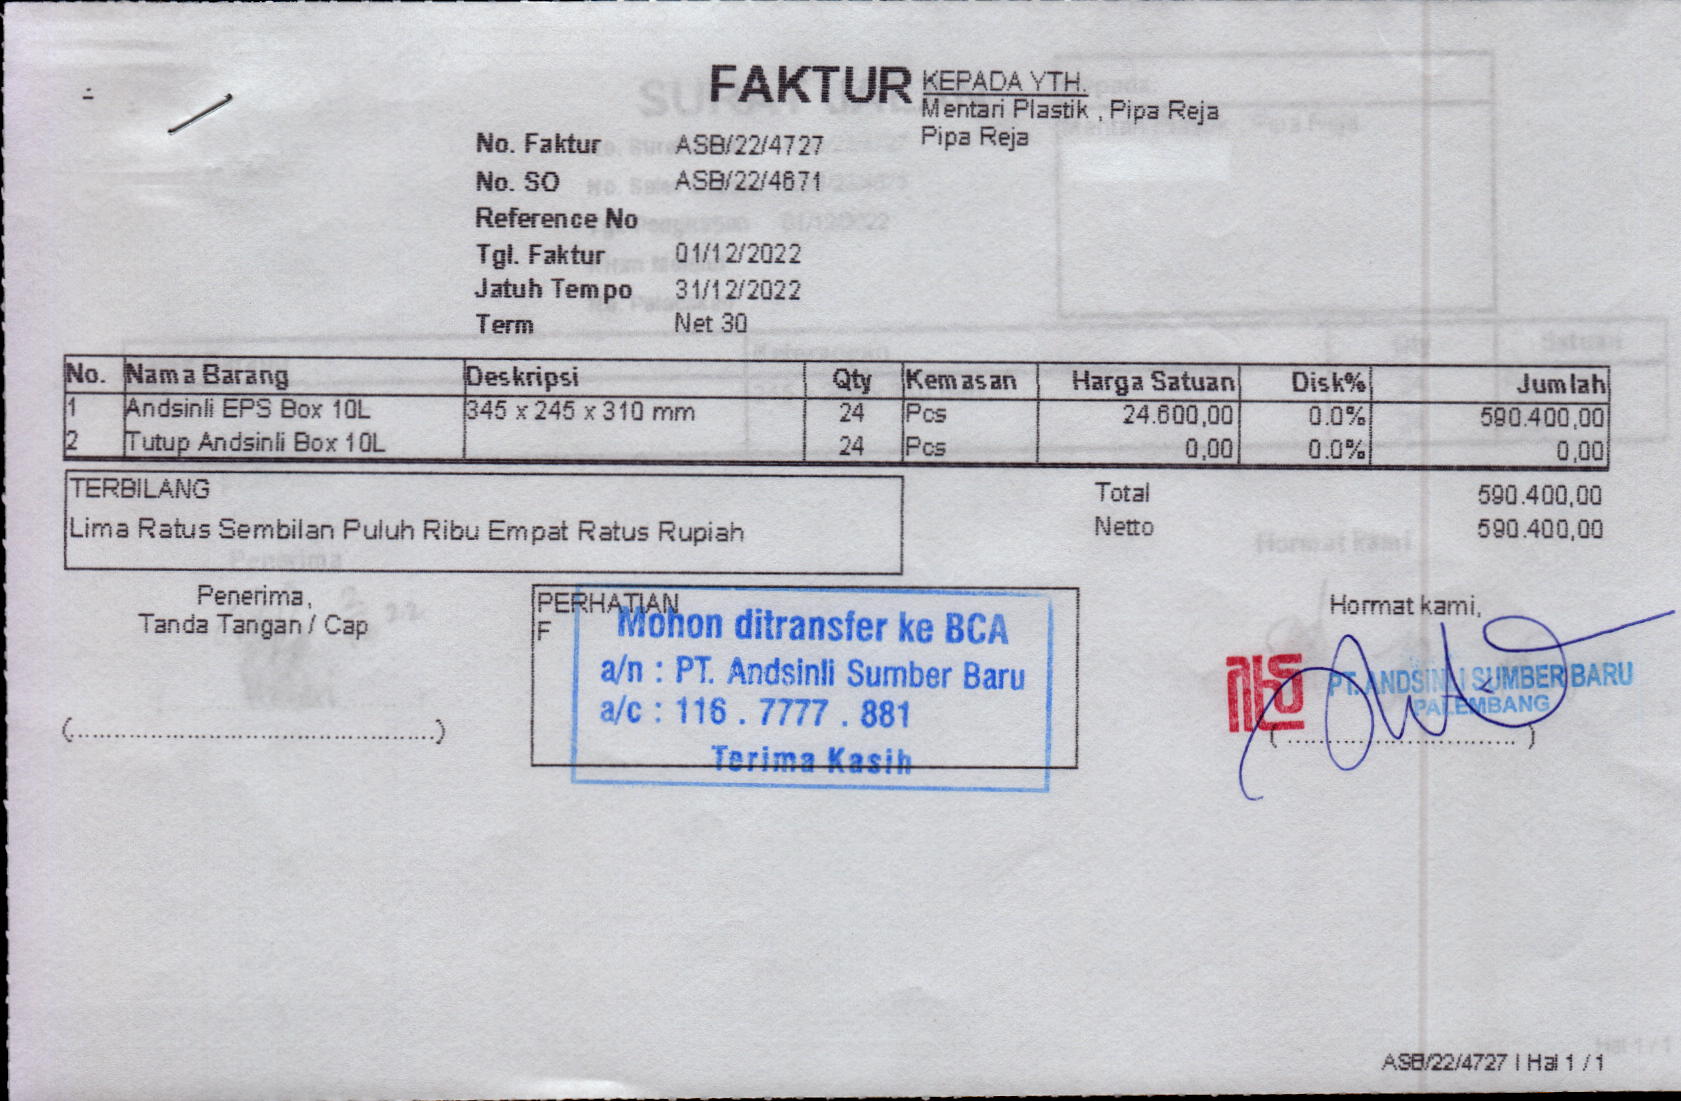 FAKTUR
KEPADA YTH.
Mentari Plastik , Pipa Reja
Pipa Reja
No. Faktur ASB/22/4727
No. SO ASB/22/4671
Reference No
Tgl. Faktur 01/12/2022
Jatuh Tempo 31/12/2022
Term Net 30
No. Nama Barang Deskripsi Qty Kemasan Harga Satuan Disk% Jumlah
1 Andsinli EPS Box 10L 345 x 245 x 310 mm 24 Pcs 24.600,00 0.0% 590.400,00
2 Tutup Andsinli Box 10L 24 Pcs 0,00 0.0% 0,00
TERBILANG
Lima Ratus Sembilan Puluh Ribu Empat Ratus Rupiah
Total 590.400,00
Netto 590.400,00
Penerima,
Tanda Tangan / Cap
(................................................)
PERHATIAN
F
Mohon ditransfer ke BCA
a/n : PT. Andsinli Sumber Baru
a/c : 116 . 7777 . 881
Terima Kasih
Hormat kami,
PT. ANDSINLI SUMBER BARU
PALEMBANG
( ................................ )
ASB/22/4727 | Hal 1 / 1